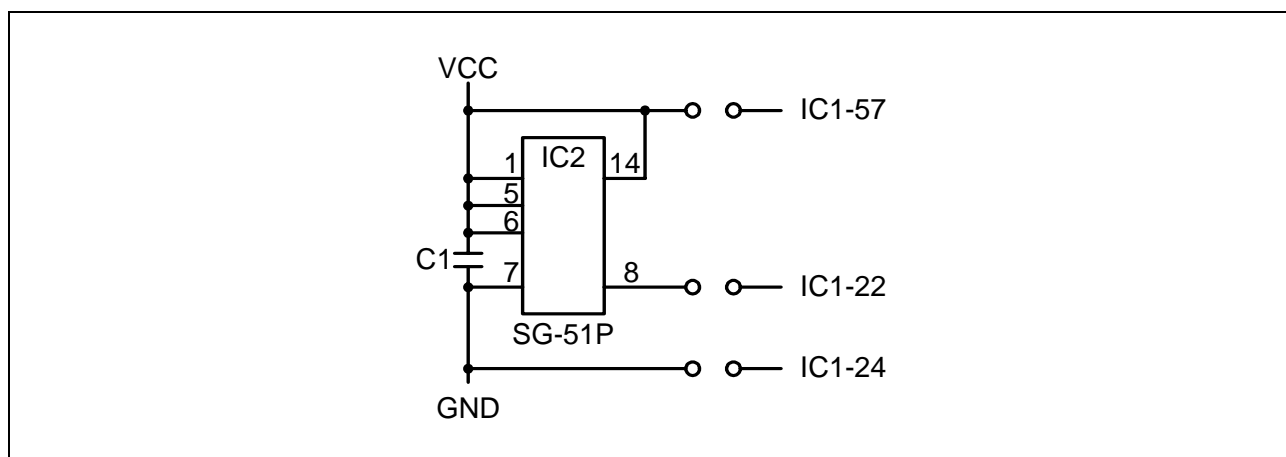 VCC
IC1-57
1
IC2
14
5
6
C1
7
8
IC1-22
SG-51P
IC1-24
GND